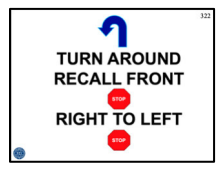 322
TURN AROUND
RECALL FRONT
STOP
RIGHT TO LEFT
STOP